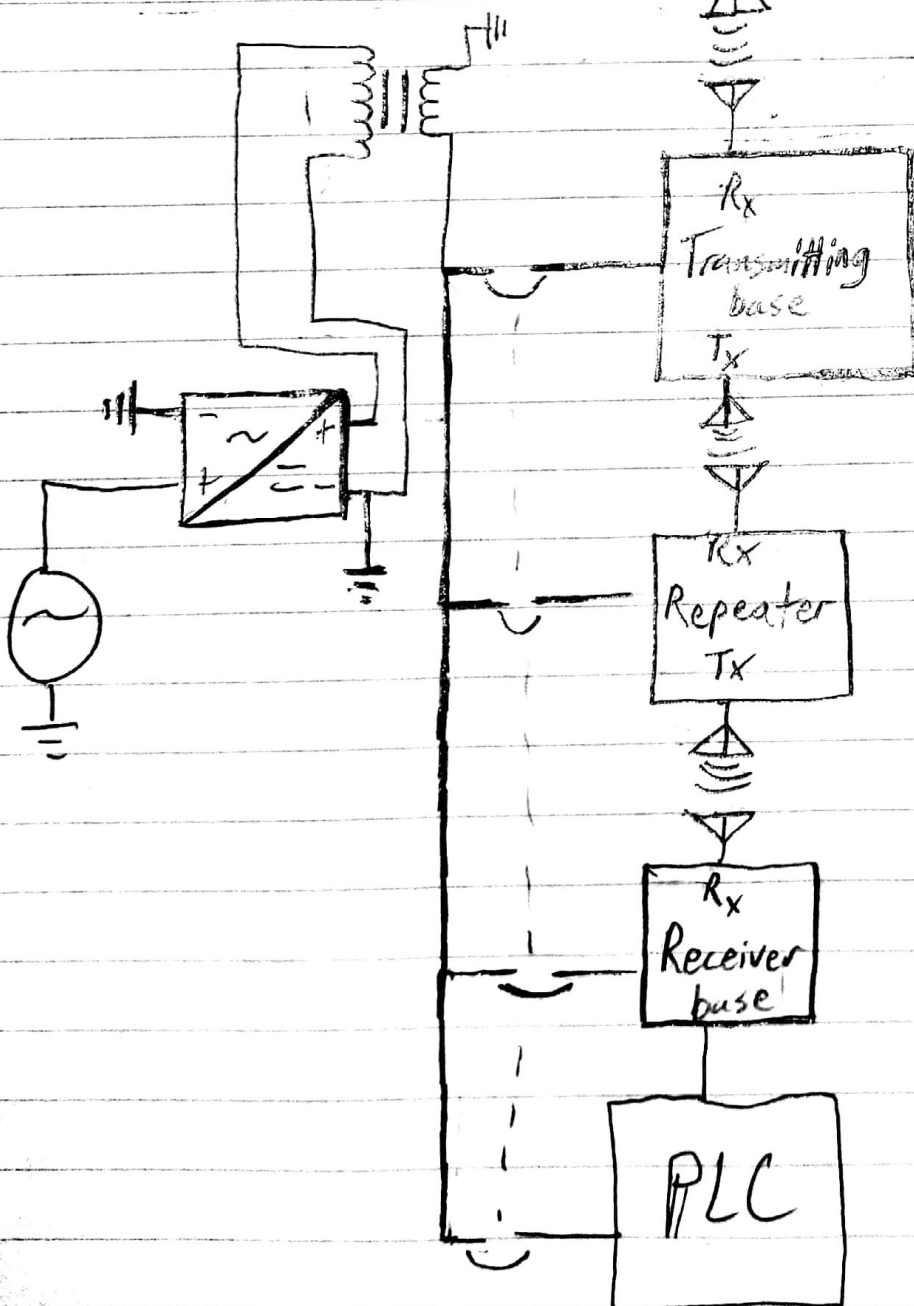 Rx
Transmitting
base
Tx
- ~ +
+ = -
~
Rx
Repeater
Tx
Rx
Receiver
base
PLC